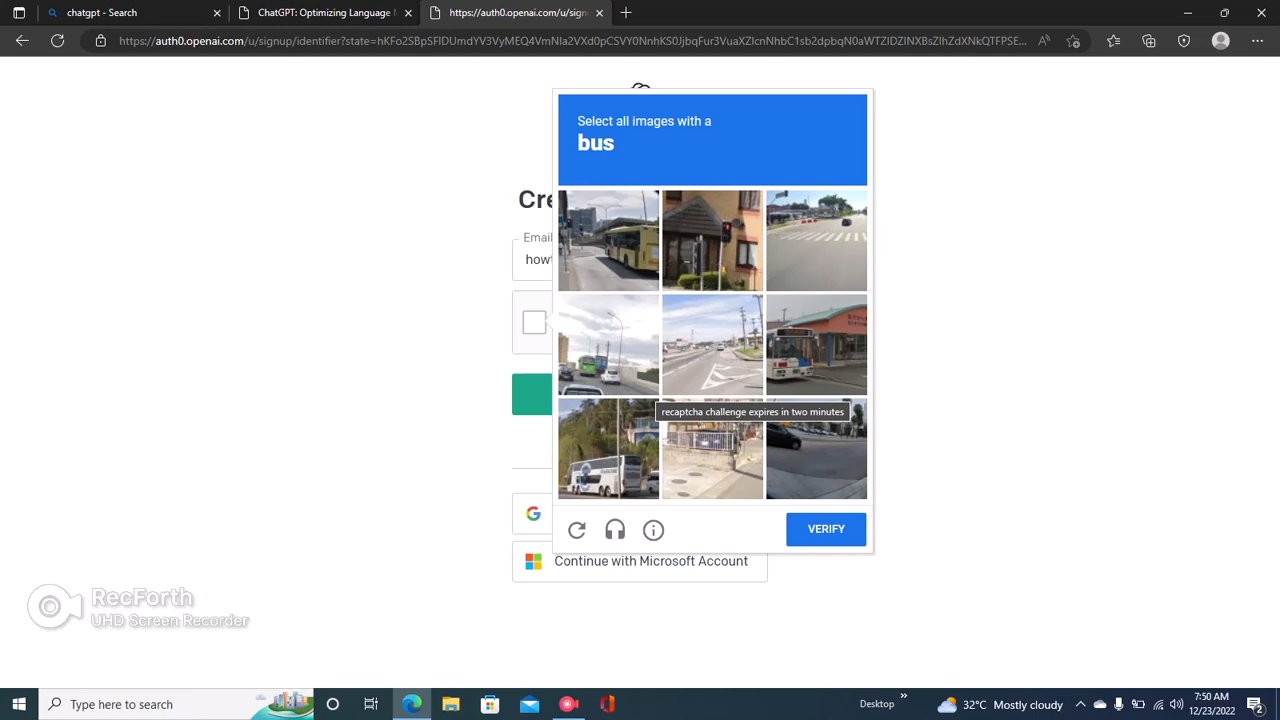 chatgpt - Search
ChatGPT: Optimizing Language
https://auth0.openai.com/u/sign
https://auth0.openai.com/u/signup/identifier?state=
Select all images with a
bus
Cre
Email
how
recaptcha challenge expires in two minutes
VERIFY
G
Continue with Microsoft Account
RecForth
UHD Screen Recorder
Type here to search
Desktop
32°C Mostly cloudy
7:50 AM
12/23/2022
2